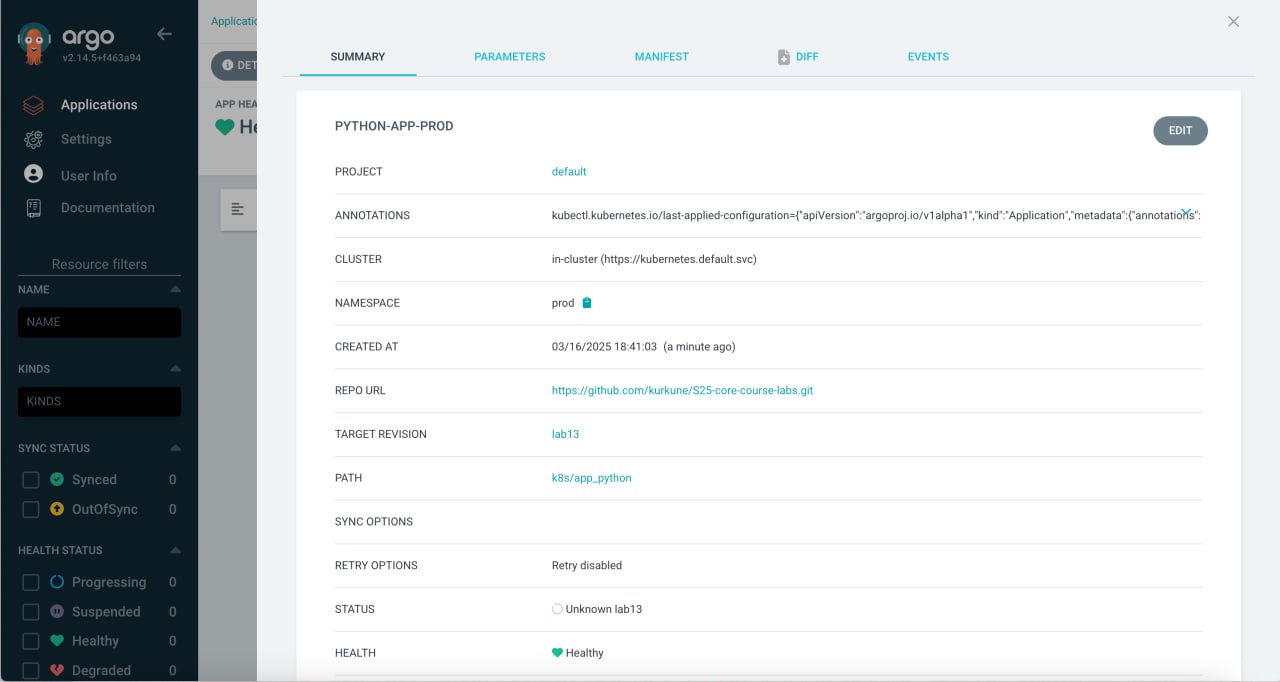 argo
v2.14.5+f463a94
Applications
Settings
User Info
Documentation
Resource filters
NAME
NAME
KINDS
KINDS
SYNC STATUS
Synced 0
OutOfSync 0
HEALTH STATUS
Progressing 0
Suspended 0
Healthy 0
Degraded 0
Applicatio
DET
APP HEA
He
SUMMARY
PARAMETERS
MANIFEST
DIFF
EVENTS
PYTHON-APP-PROD
EDIT
PROJECT default
ANNOTATIONS kubectl.kubernetes.io/last-applied-configuration={"apiVersion":"argoproj.io/v1alpha1","kind":"Application","metadata":{"annotations":
CLUSTER in-cluster (https://kubernetes.default.svc)
NAMESPACE prod
CREATED AT 03/16/2025 18:41:03 (a minute ago)
REPO URL https://github.com/kurkune/S25-core-course-labs.git
TARGET REVISION lab13
PATH k8s/app_python
SYNC OPTIONS
RETRY OPTIONS Retry disabled
STATUS Unknown lab13
HEALTH Healthy